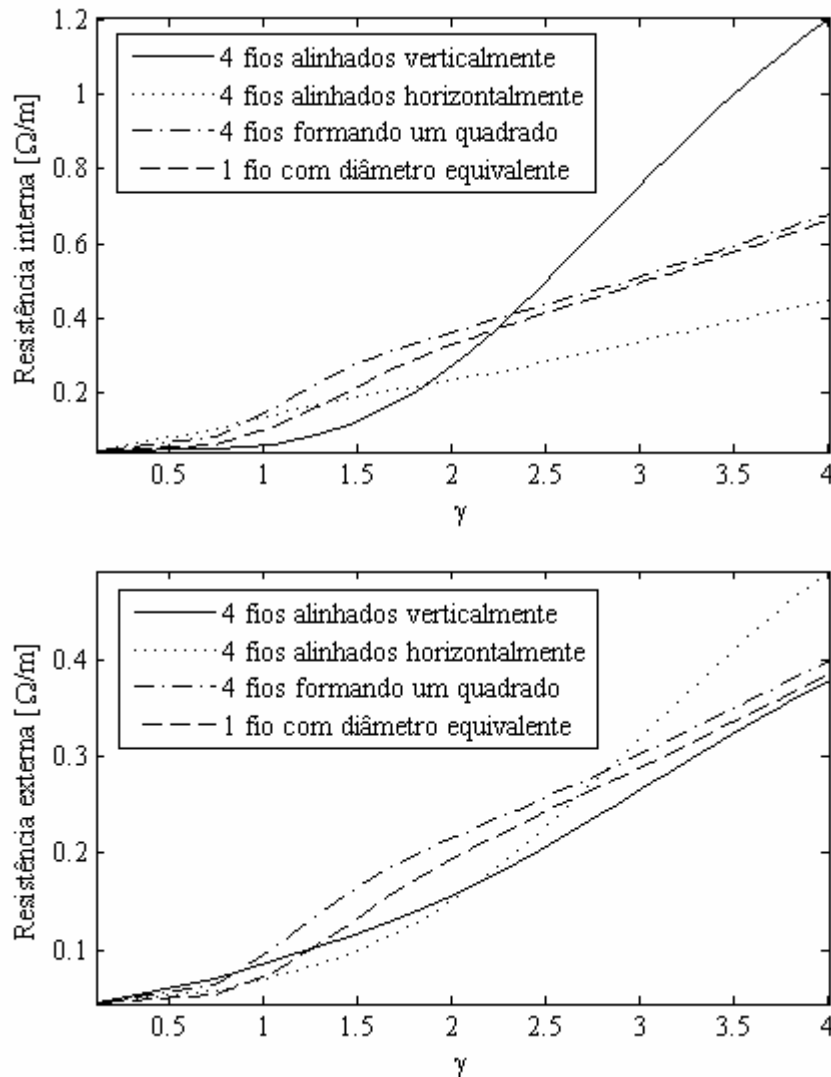 1.2
1
0.8
0.6
0.4
0.2
Resistência interna [Ω/m]
4 fios alinhados verticalmente
4 fios alinhados horizontalmente
4 fios formando um quadrado
1 fio com diâmetro equivalente
0.5 1 1.5 2 2.5 3 3.5 4
γ
0.4
0.3
0.2
0.1
Resistência externa [Ω/m]
4 fios alinhados verticalmente
4 fios alinhados horizontalmente
4 fios formando um quadrado
1 fio com diâmetro equivalente
0.5 1 1.5 2 2.5 3 3.5 4
γ